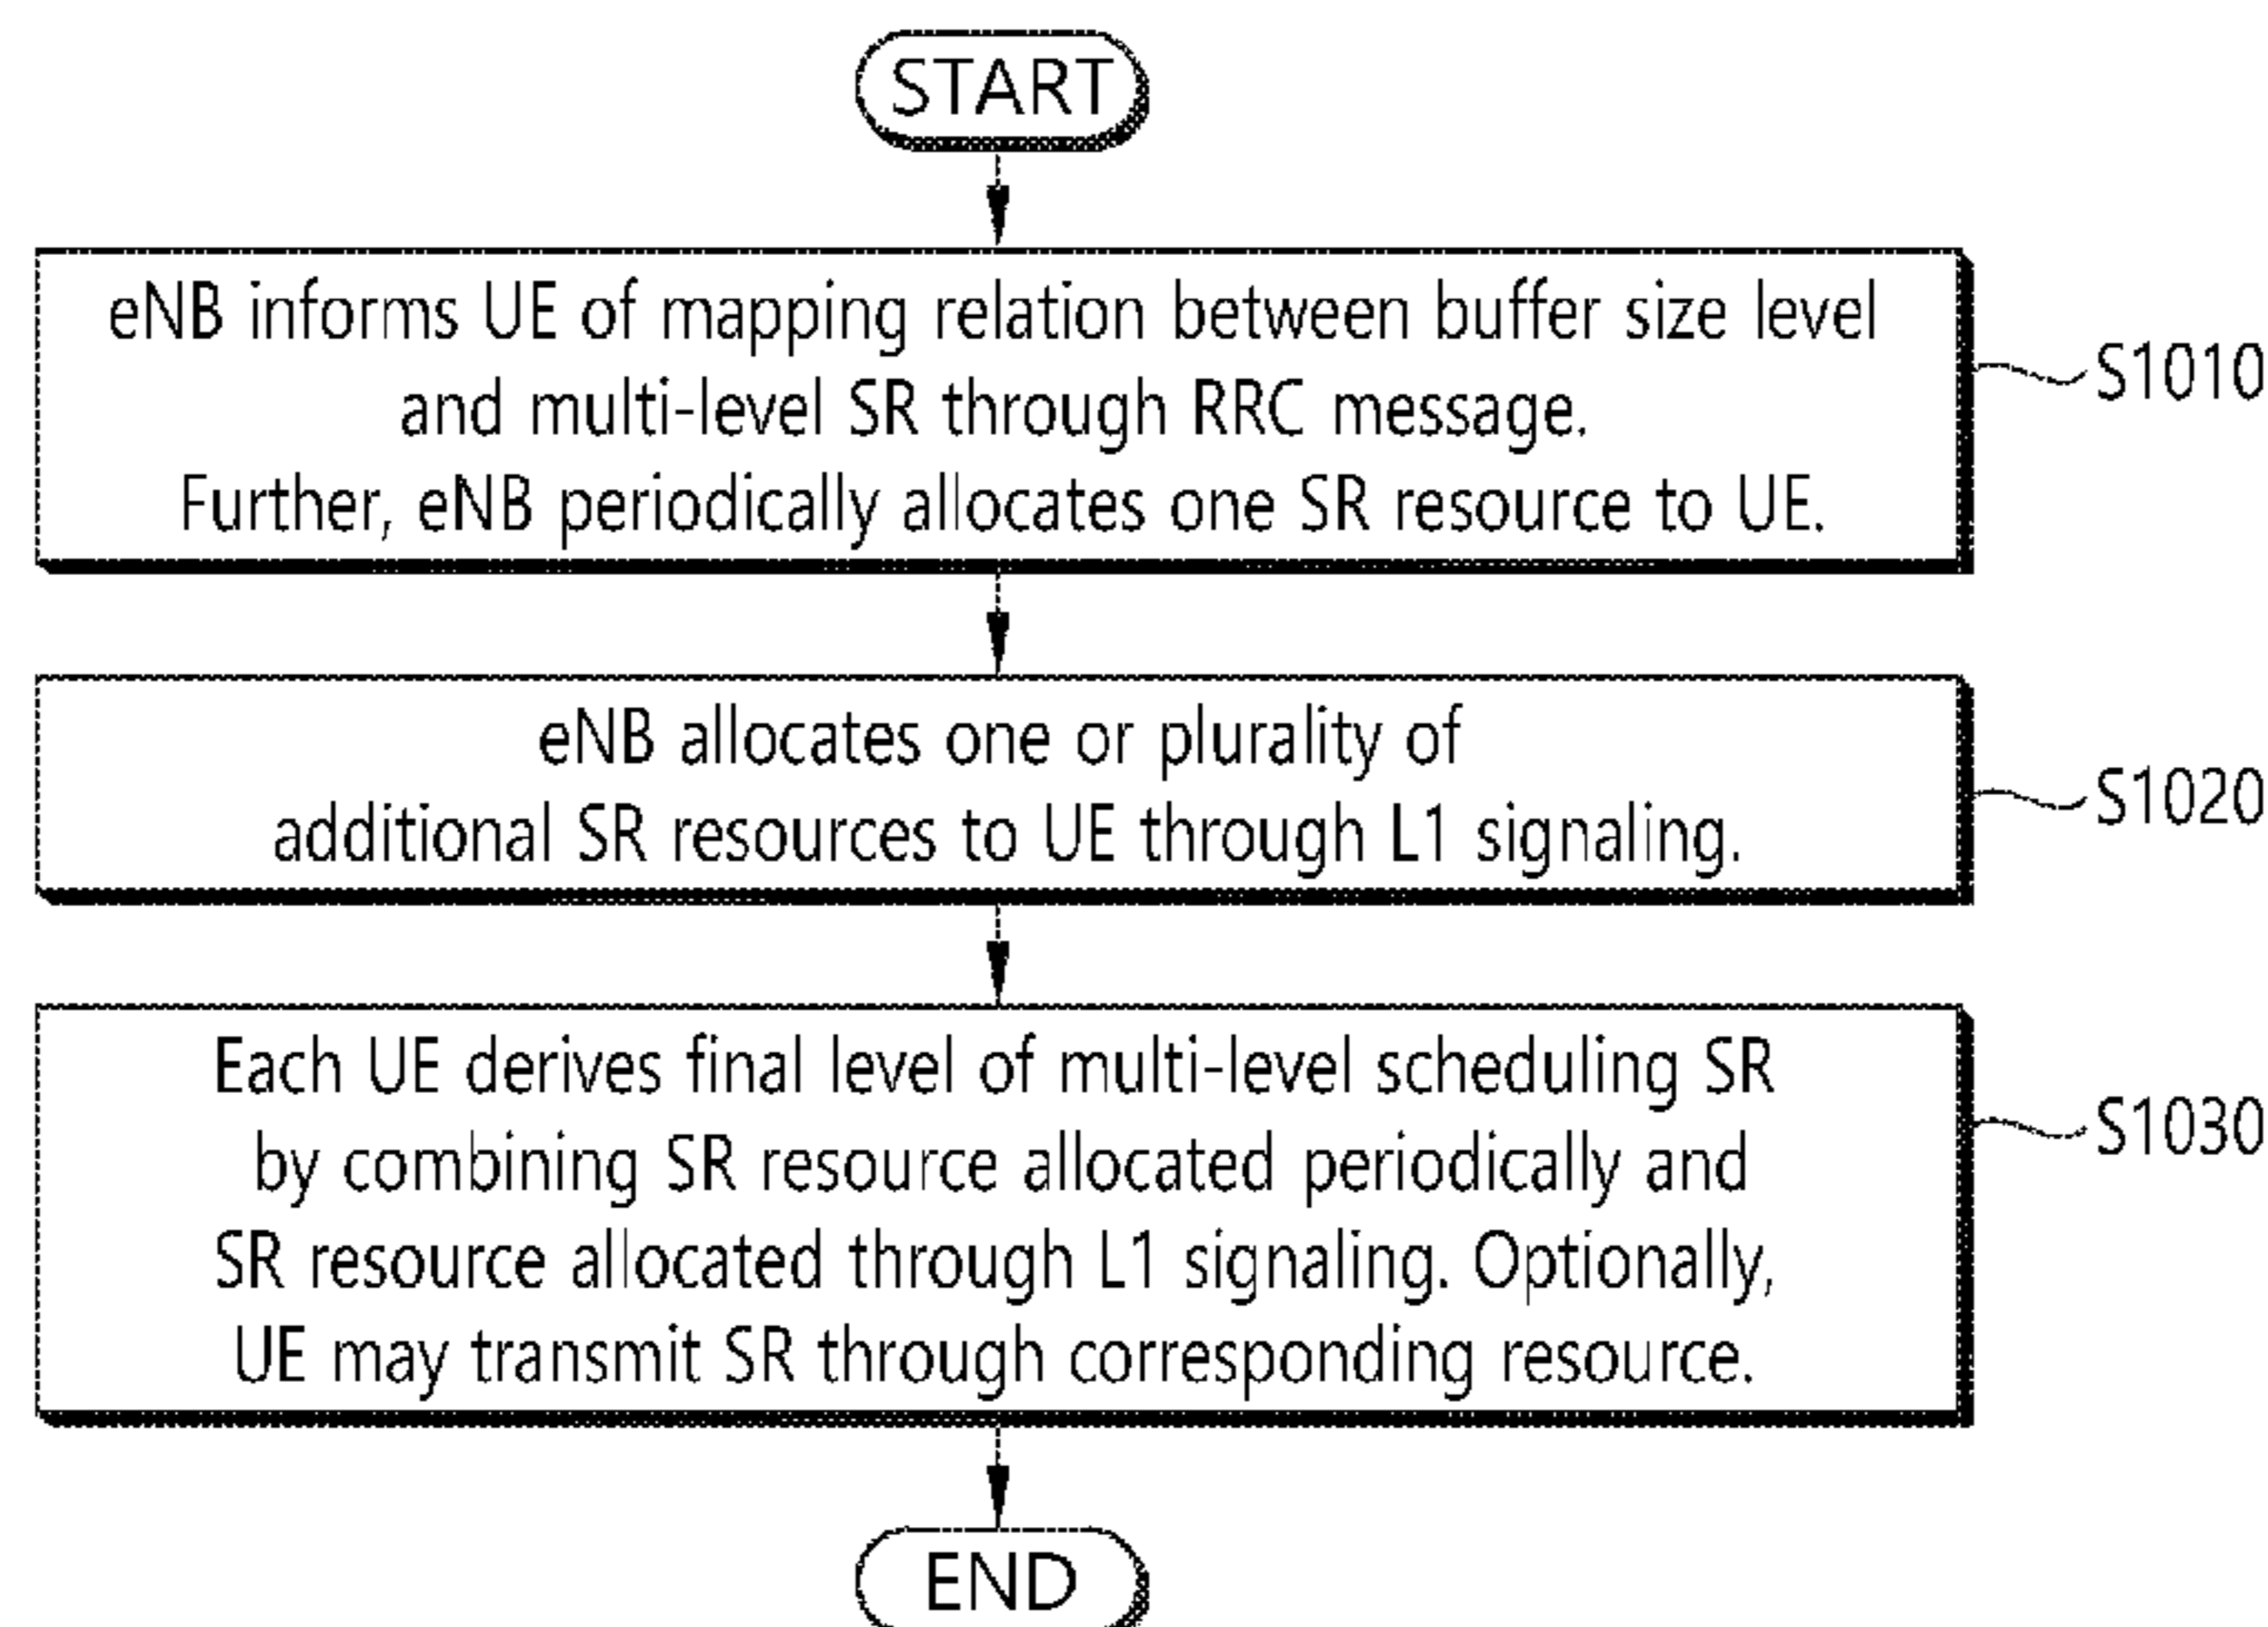 START
eNB informs UE of mapping relation between buffer size level
and multi-level SR through RRC message.
Further, eNB periodically allocates one SR resource to UE.
S1010
eNB allocates one or plurality of
additional SR resources to UE through L1 signaling.
S1020
Each UE derives final level of multi-level scheduling SR
by combining SR resource allocated periodically and
SR resource allocated through L1 signaling. Optionally,
UE may transmit SR through corresponding resource.
S1030
END